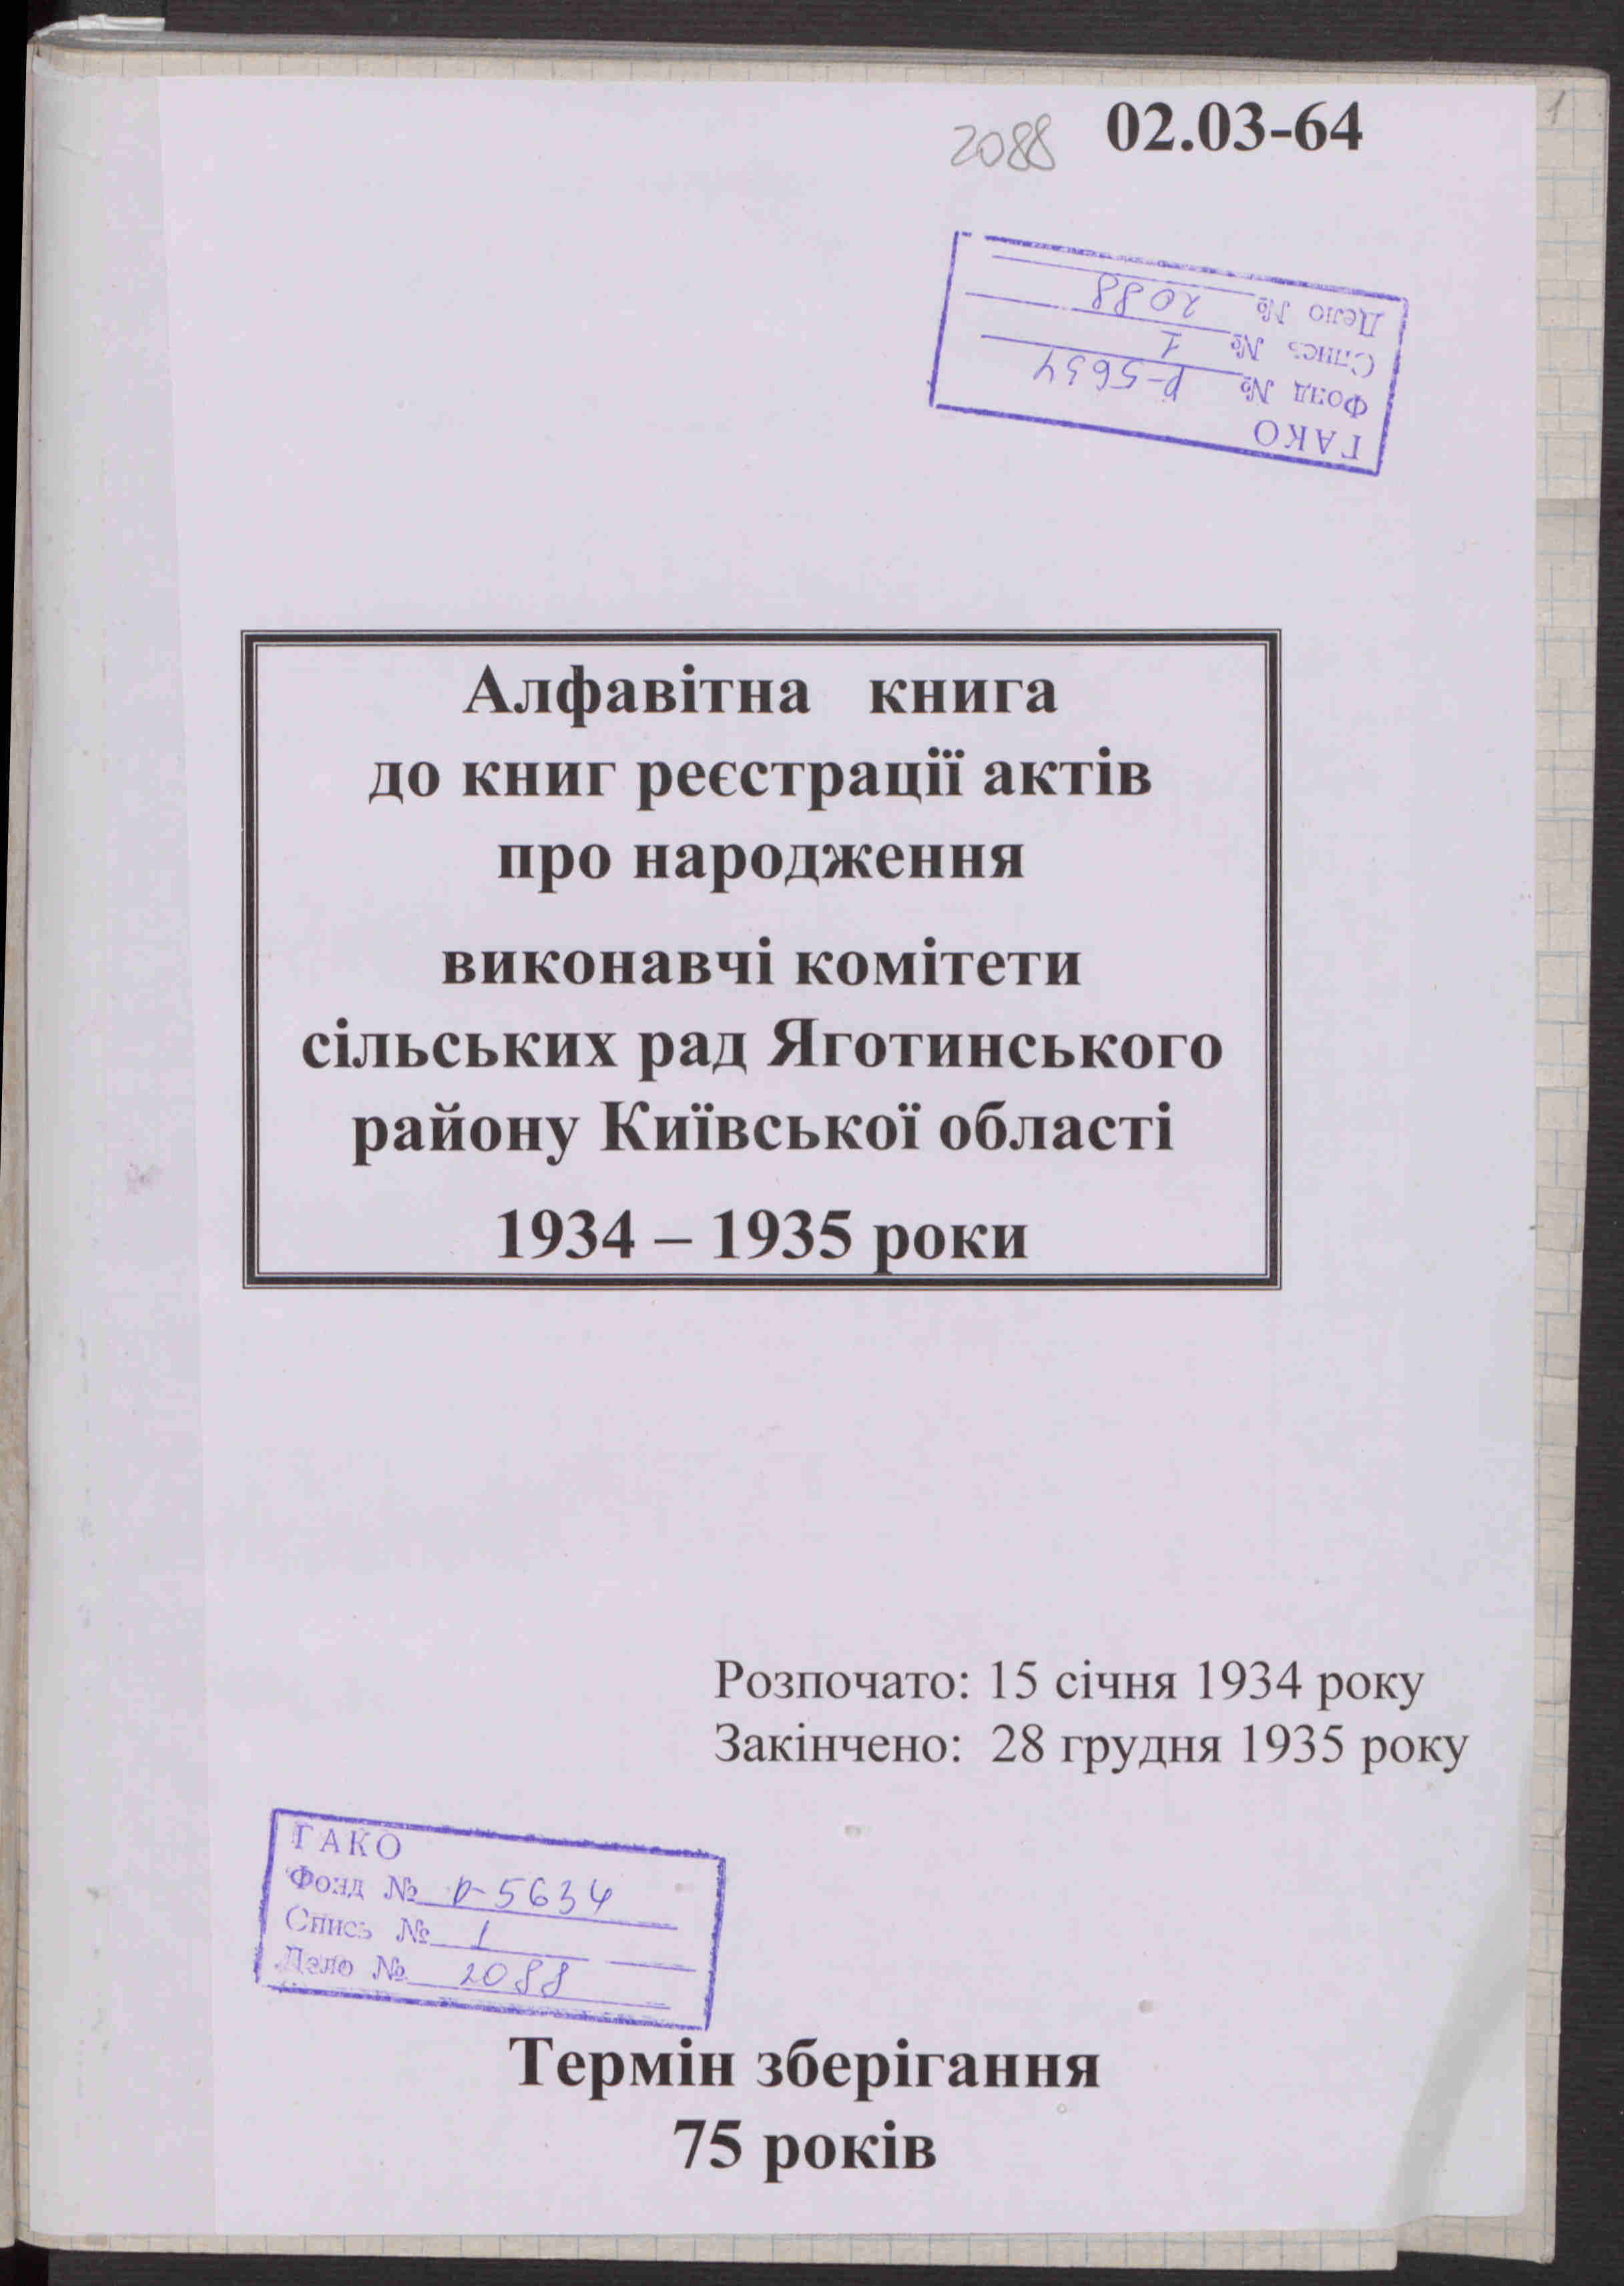 1
2088 02.03-64
ГАКО
Фонд № Р-5634
Опись № 1
Дело № 2088
Алфавітна книга
до книг реєстрації актів
про народження
виконавчі комітети
сільських рад Яготинського
району Київської області
1934 – 1935 роки
Розпочато: 15 січня 1934 року
Закінчено: 28 грудня 1935 року
ГАКО
Фонд № Р-5634
Опись № 1
Дело № 2088
Термін зберігання
75 років